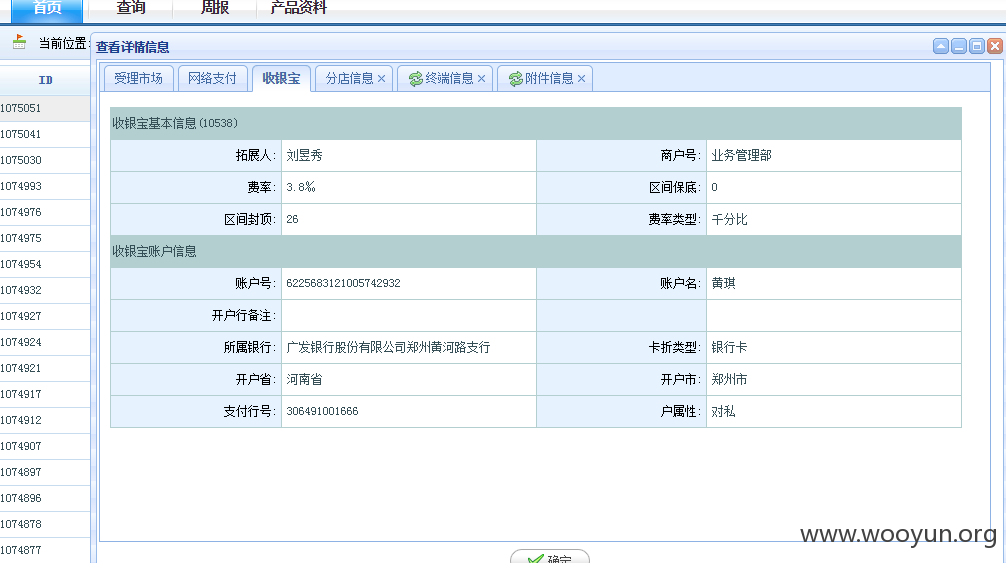 首页 查询 周报 产品资料
当前位置:
查看详情信息
受理市场 网络支付 收银宝 分店信息 终端信息 附件信息
ID
1075051
1075041
1075030
1074993
1074976
1074975
1074954
1074932
1074927
1074924
1074921
1074917
1074912
1074907
1074897
1074896
1074878
1074877
收银宝基本信息(10538)
拓展人: 刘昱秀 商户号: 业务管理部
费率: 3.8‰ 区间保底: 0
区间封顶: 26 费率类型: 千分比
收银宝账户信息
账户号: 6225683121005742932 账户名: 黄琪
开户行备注:
所属银行: 广发银行股份有限公司郑州黄河路支行 卡折类型: 银行卡
开户省: 河南省 开户市: 郑州市
支付行号: 306491001666 户属性: 对私
www.wooyun.org
确定